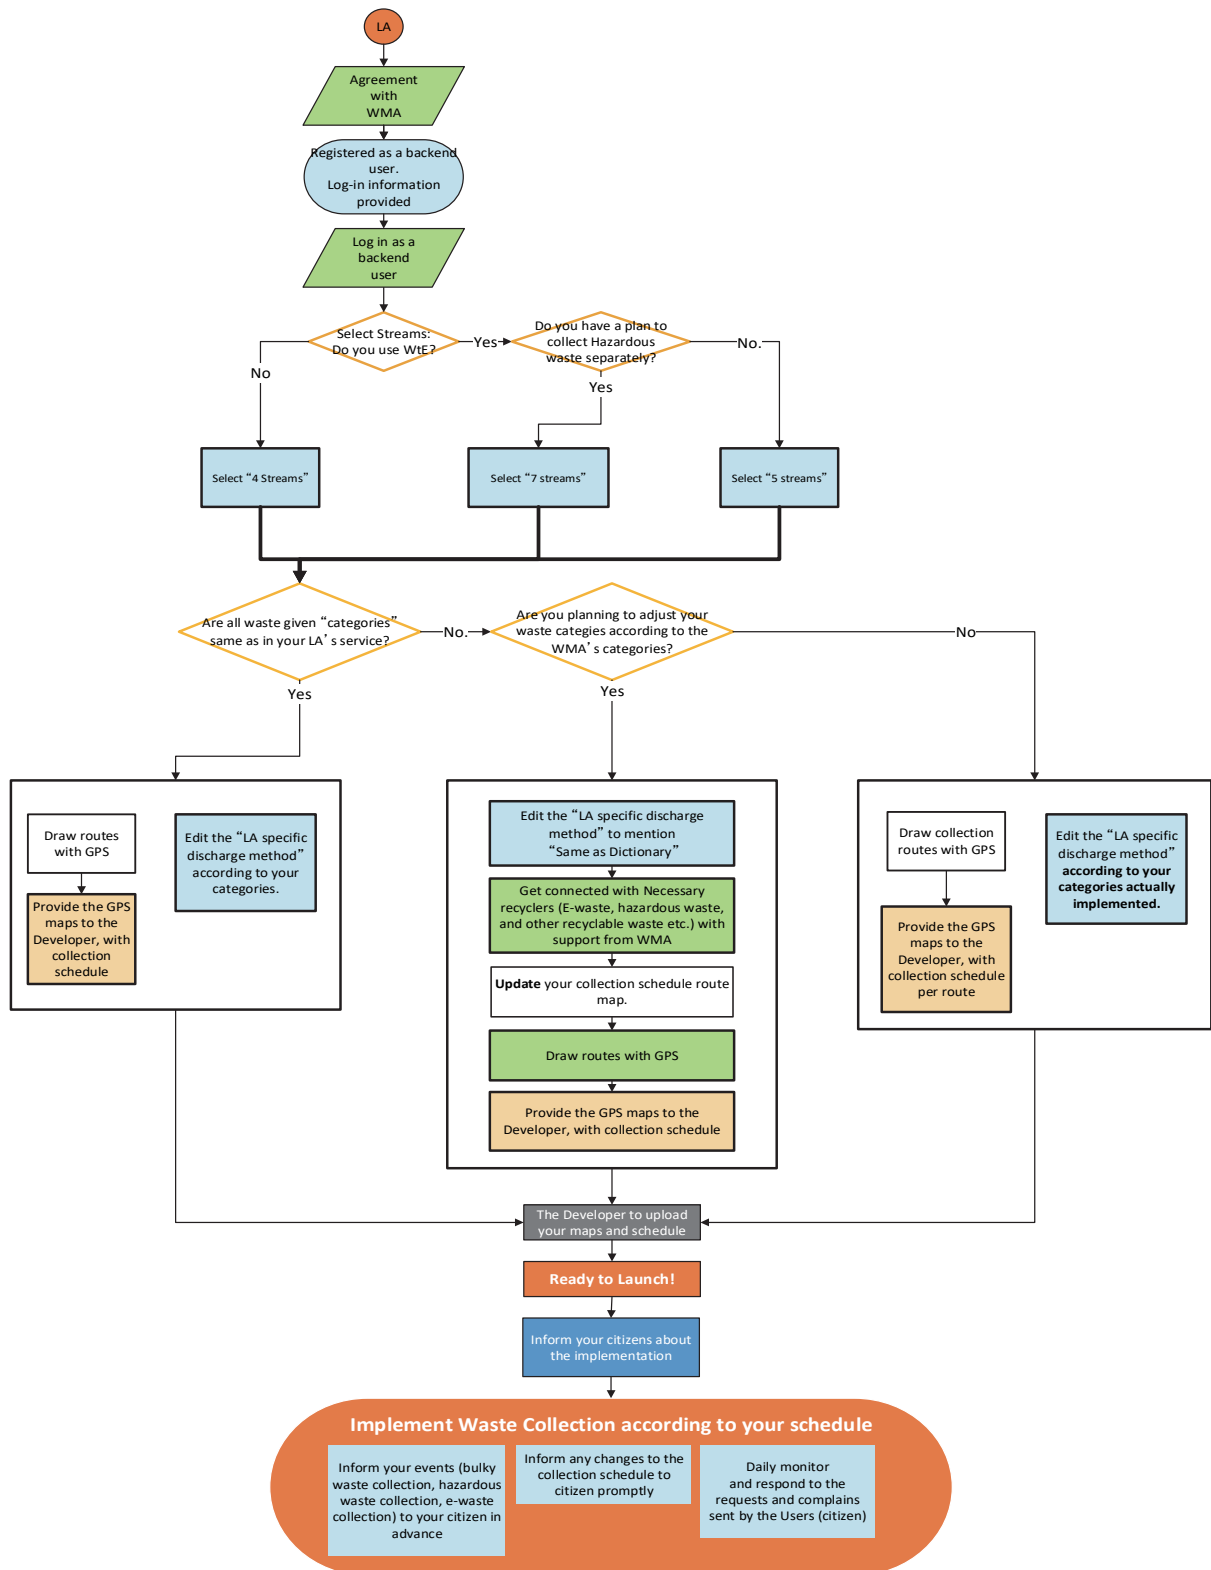 LA
Agreement
with
WMA
Registered as a backend
user.
Log-in information
provided
Log in as a
backend
user
Select Streams:
Do you use WtE?
Yes
Do you have a plan to
collect Hazardous
waste separately?
No.
No
Yes
Select “4 Streams”
Select “7 streams”
Select “5 streams”
Are all waste given “categories”
same as in your LA’s service?
No.
Are you planning to adjust your
waste categies according to the
WMA’s categories?
No
Yes
Yes
Draw routes
with GPS
Provide the GPS
maps to the
Developer, with
collection
schedule
Edit the “LA specific
discharge method”
according to your
categories.
Edit the “LA specific discharge
method” to mention
“Same as Dictionary”
Get connected with Necessary
recyclers (E-waste, hazardous waste,
and other recyclable waste etc.) with
support from WMA
Update your collection schedule route
map.
Draw routes with GPS
Provide the GPS maps to the
Developer, with collection schedule
Draw collection
routes with GPS
Provide the GPS
maps to the
Developer, with
collection schedule
per route
Edit the “LA specific
discharge method”
according to your
categories actually
implemented.
The Developer to upload
your maps and schedule
Ready to Launch!
Inform your citizens about
the implementation
Implement Waste Collection according to your schedule
Inform your events (bulky
waste collection, hazardous
waste collection, e-waste
collection) to your citizen in
advance
Inform any changes to the
collection schedule to
citizen promptly
Daily monitor
and respond to the
requests and complains
sent by the Users (citizen)